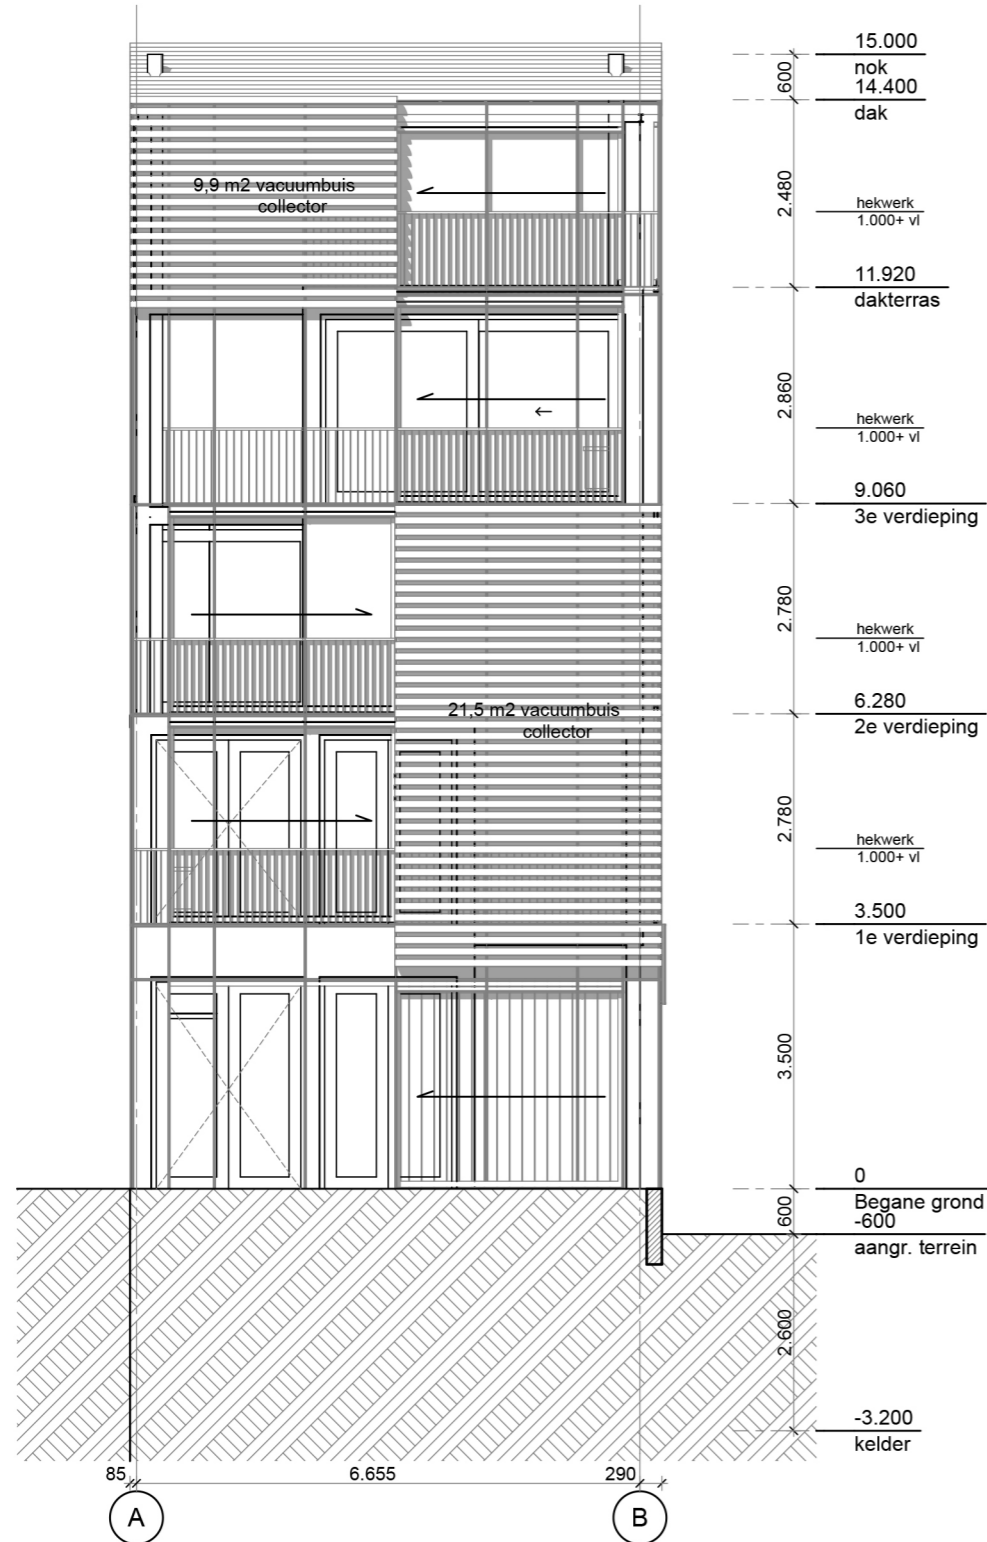 15.000
nok
600
14.400
dak
9,9 m2 vacuumbuis
collector
2.480
hekwerk
1.000+ vl
11.920
dakterras
2.860
hekwerk
1.000+ vl
9.060
3e verdieping
2.780
hekwerk
1.000+ vl
6.280
2e verdieping
21,5 m2 vacuumbuis
collector
2.780
hekwerk
1.000+ vl
3.500
1e verdieping
3.500
0
Begane grond
600
-600
aangr. terrein
2.600
-3.200
kelder
85
6.655
290
A
B